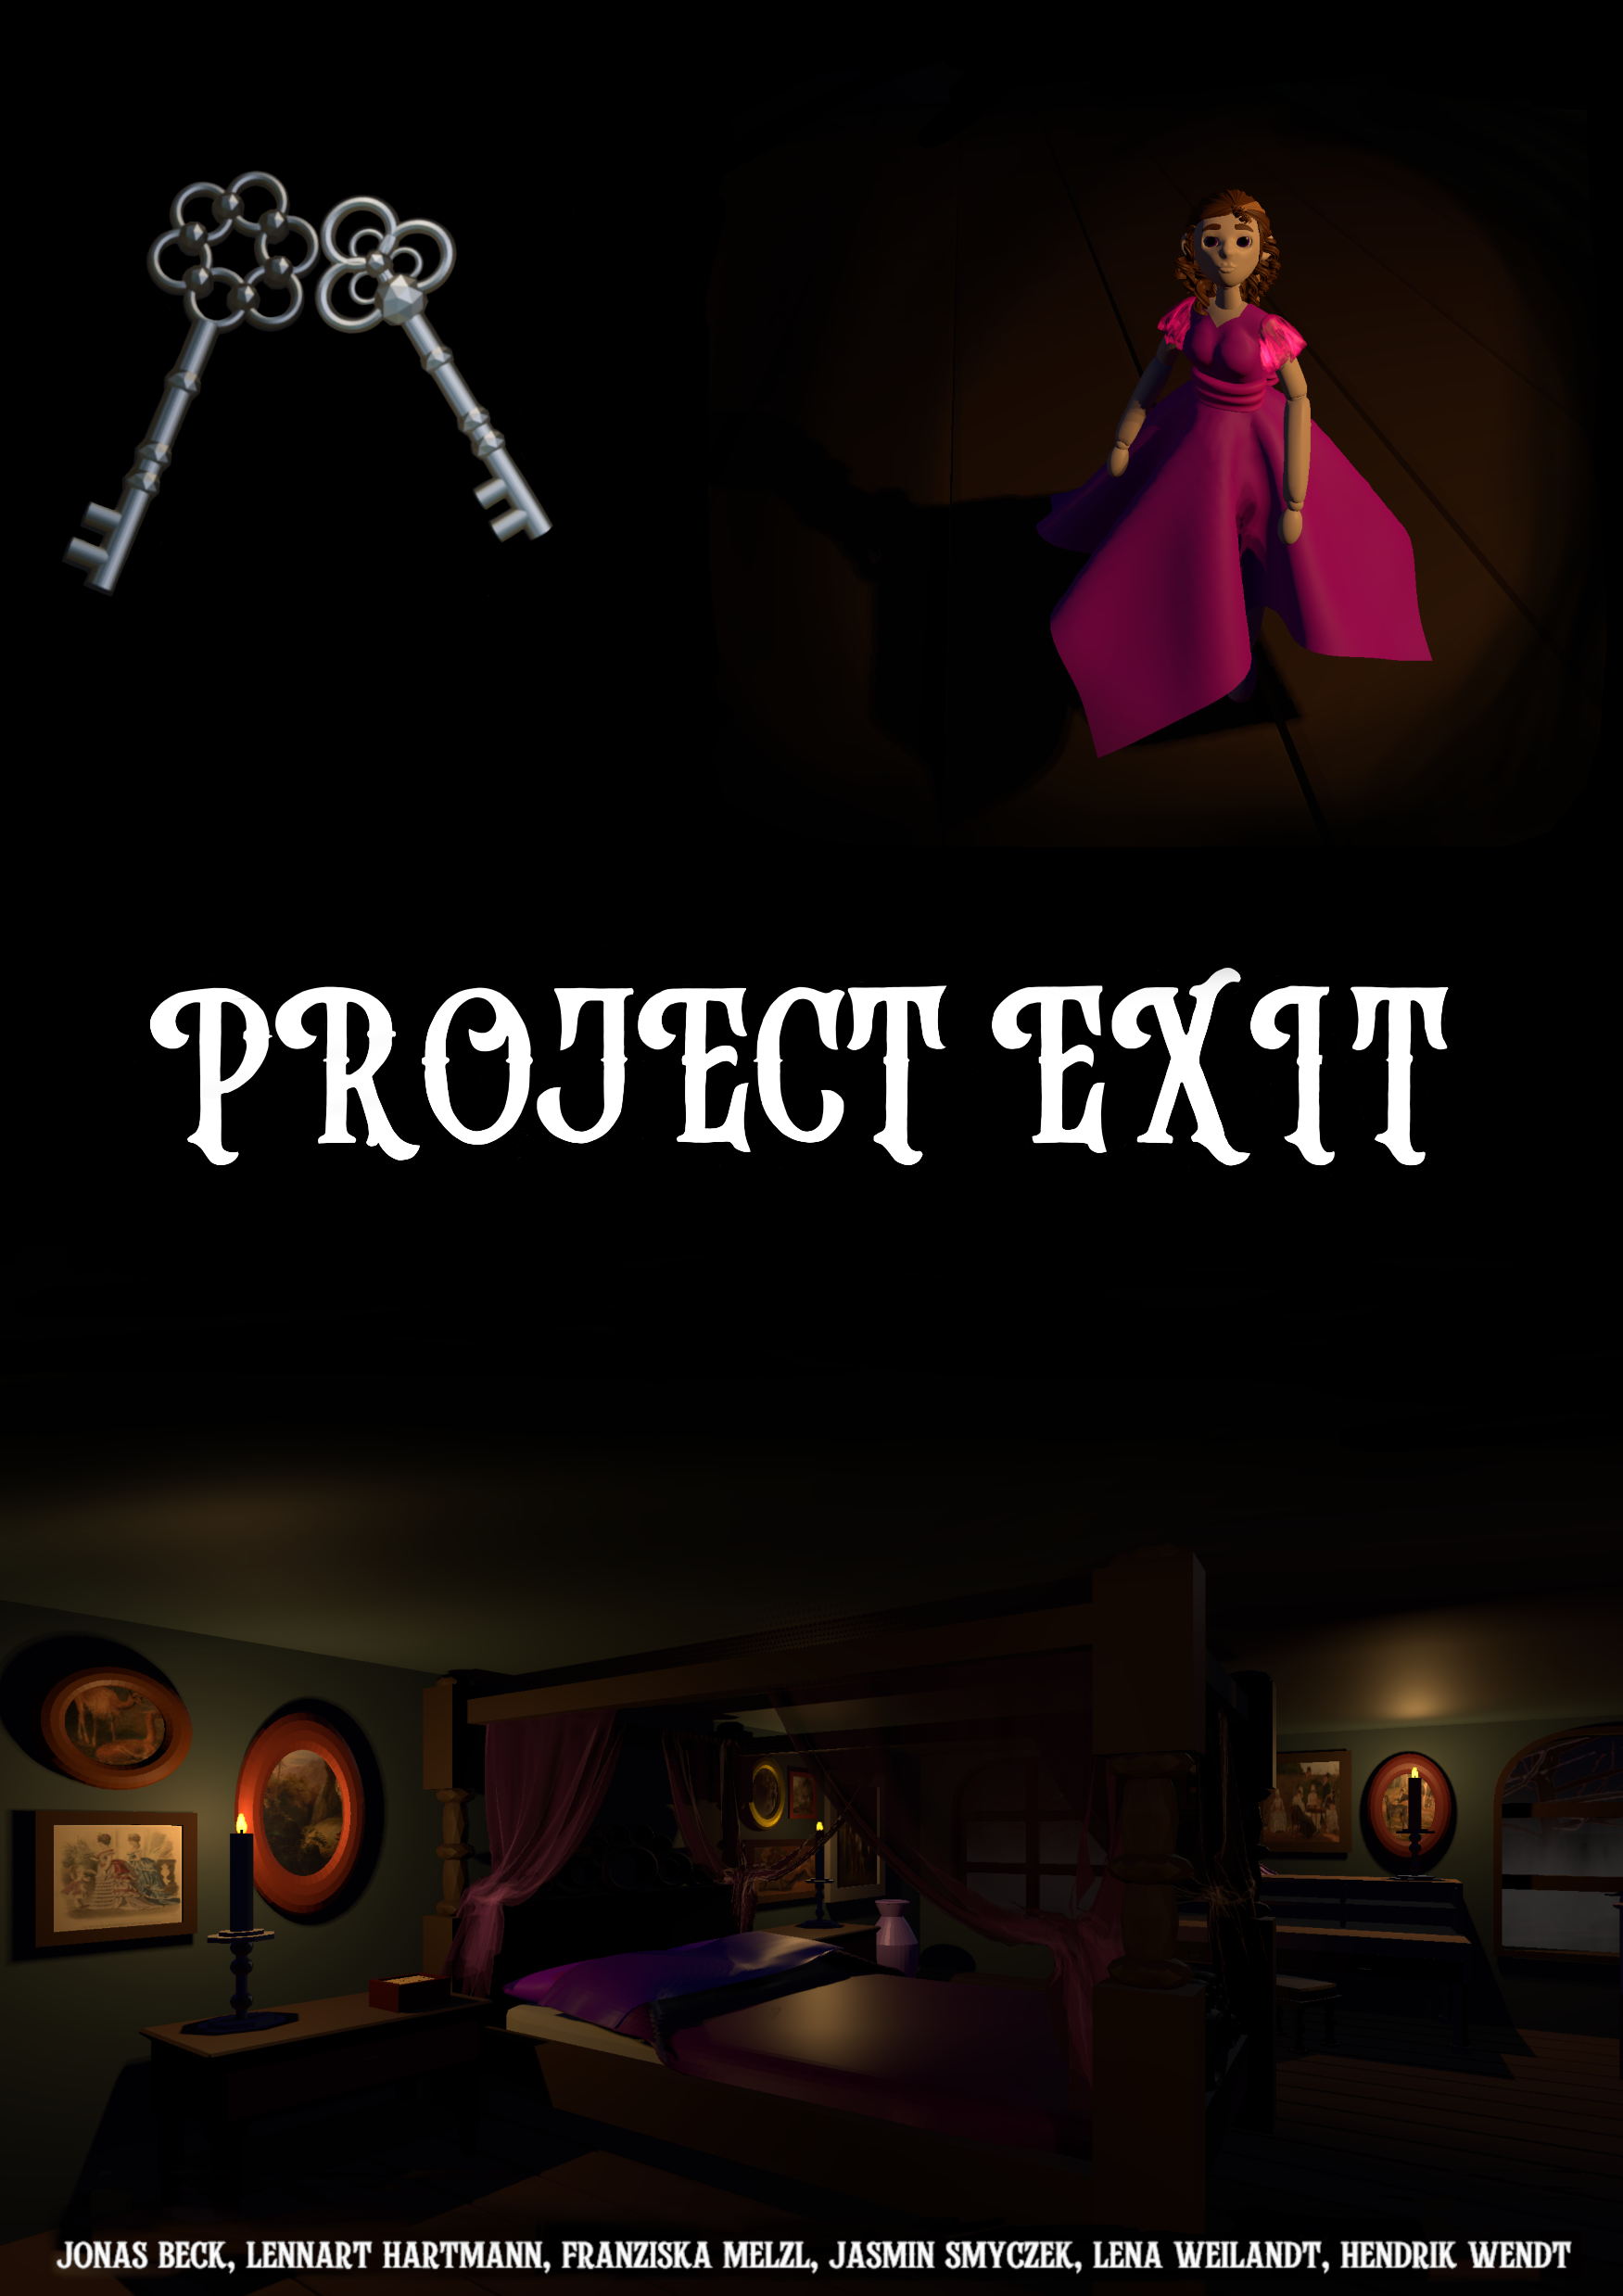 PROJECT EXIT
JONAS BECK, LENNART HARTMANN, FRANZISKA MELZL, JASMIN SMYCZEK, LENA WEILANDT, HENDRIK WENDT